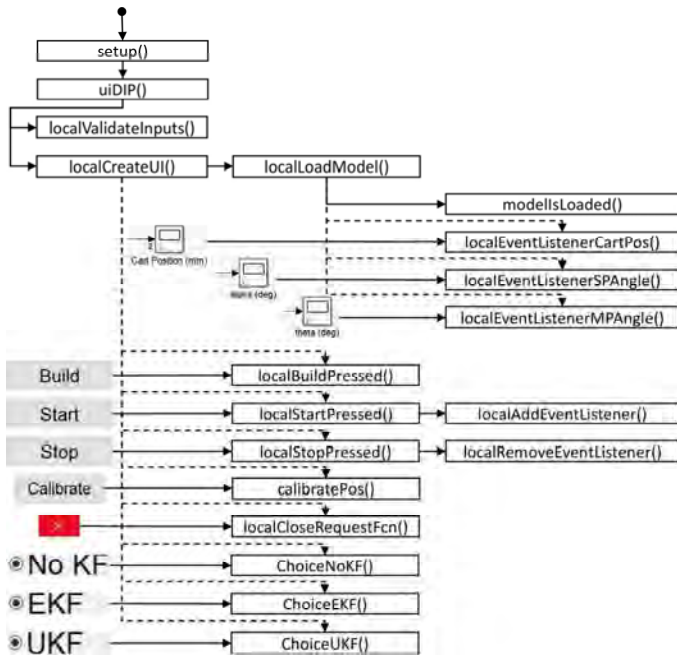 setup()
uiDIP()
localValidateInputs()
localCreateUI() localLoadModel()
modelIsLoaded()
localEventListenerCartPos()
Cart Position (mm)
localEventListenerSPAngle()
(deg)
localEventListenerMPAngle()
theta (deg)
Build localBuildPressed()
Start localStartPressed() localAddEventListener()
Stop localStopPressed() localRemoveEventListener()
Calibrate calibratePos()
localCloseRequestFcn()
No KF ChoiceNoKF()
EKF ChoiceEKF()
UKF ChoiceUKF()